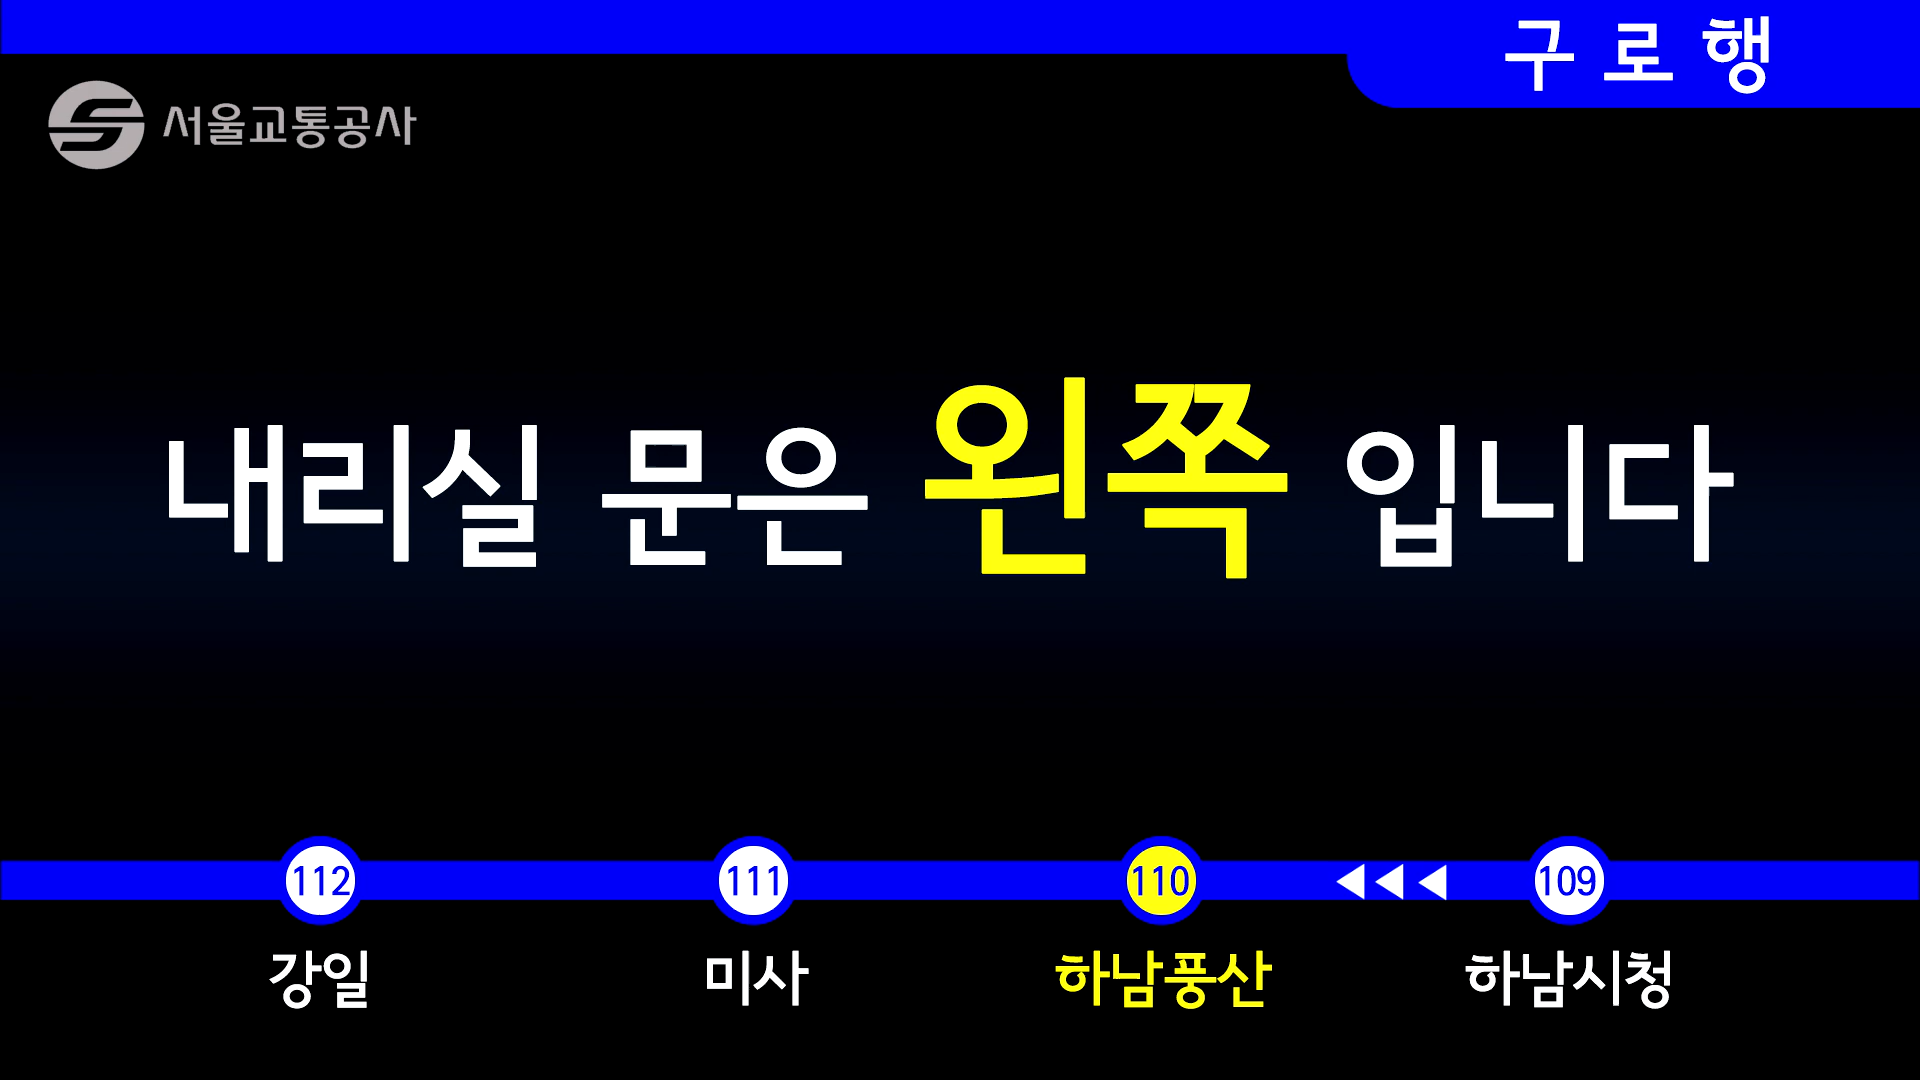 구로행
서울교통공사
내리실 문은 왼쪽 입니다
112 111 110 109
강일 미사 하남풍산 하남시청